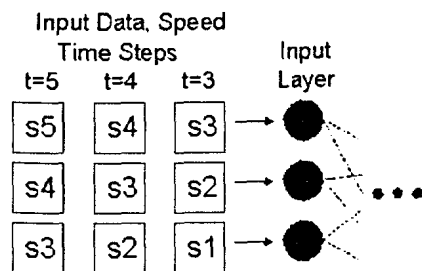 Input Data, Speed
Time Steps
Input
Layer
t=5 t=4 t=3
s5 s4 s3
s4 s3 s2
s3 s2 s1